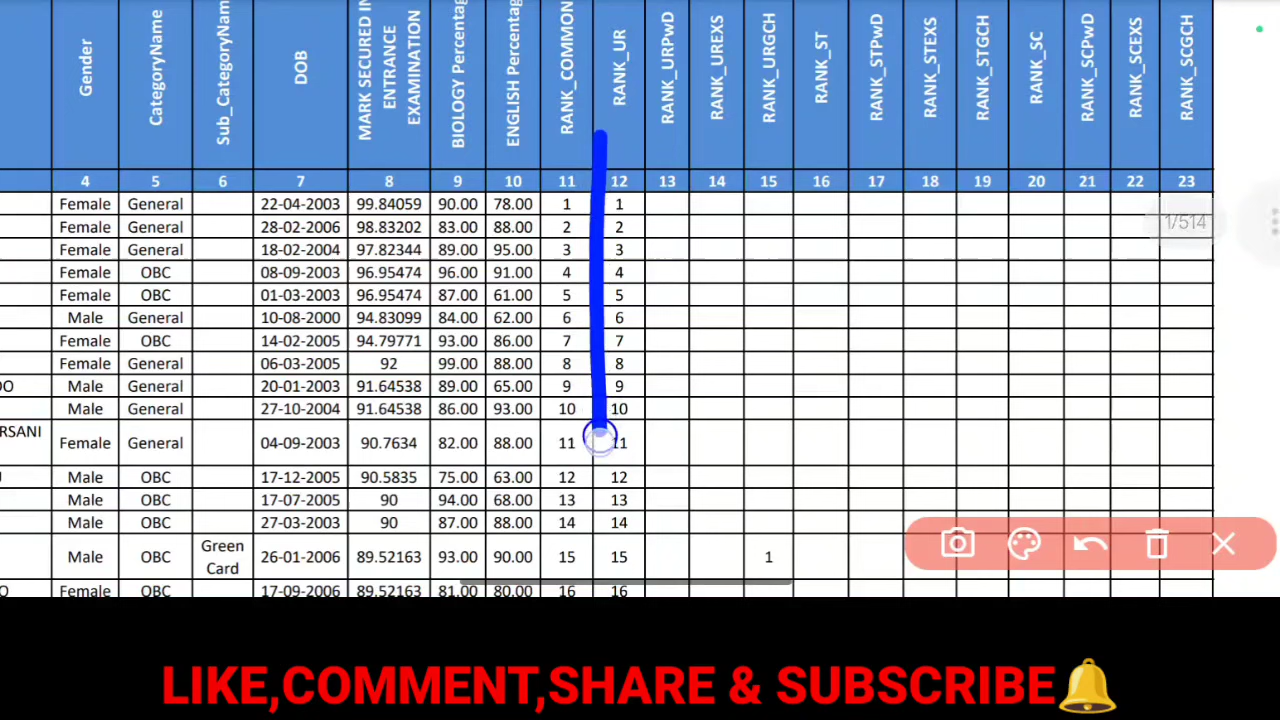 Gender CategoryName Sub_CategoryNam DOB MARK SECURED IN ENTRANCE EXAMINATION BIOLOGY Percentag ENGLISH Percentag RANK_COMMON RANK_UR RANK_URPwD RANK_UREXS RANK_URGCH RANK_ST RANK_STPwD RANK_STEXS RANK_STGCH RANK_SC RANK_SCPwD RANK_SCEXS RANK_SCGCH
4 5 6 7 8 9 10 11 12 13 14 15 16 17 18 19 20 21 22 23
Female General 22-04-2003 99.84059 90.00 78.00 1 1
1/514
Female General 28-02-2006 98.83202 83.00 88.00 2 2
Female General 18-02-2004 97.82344 89.00 95.00 3 3
Female OBC 08-09-2003 96.95474 96.00 91.00 4 4
Female OBC 01-03-2003 96.95474 87.00 61.00 5 5
Male General 10-08-2000 94.83099 84.00 62.00 6 6
Female OBC 14-02-2005 94.79771 93.00 86.00 7 7
Female General 06-03-2005 92 99.00 88.00 8 8
OO Male General 20-01-2003 91.64538 89.00 65.00 9 9
Male General 27-10-2004 91.64538 86.00 93.00 10 10
RSANI Female General 04-09-2003 90.7634 82.00 88.00 11 11
Male OBC 17-12-2005 90.5835 75.00 63.00 12 12
Male OBC 17-07-2005 90 94.00 68.00 13 13
Male OBC 27-03-2003 90 87.00 88.00 14 14
Male OBC Green Card 26-01-2006 89.52163 93.00 90.00 15 15 1
O Female OBC 17-09-2006 89.52163 81.00 80.00 16 16
LIKE,COMMENT,SHARE & SUBSCRIBE🔔